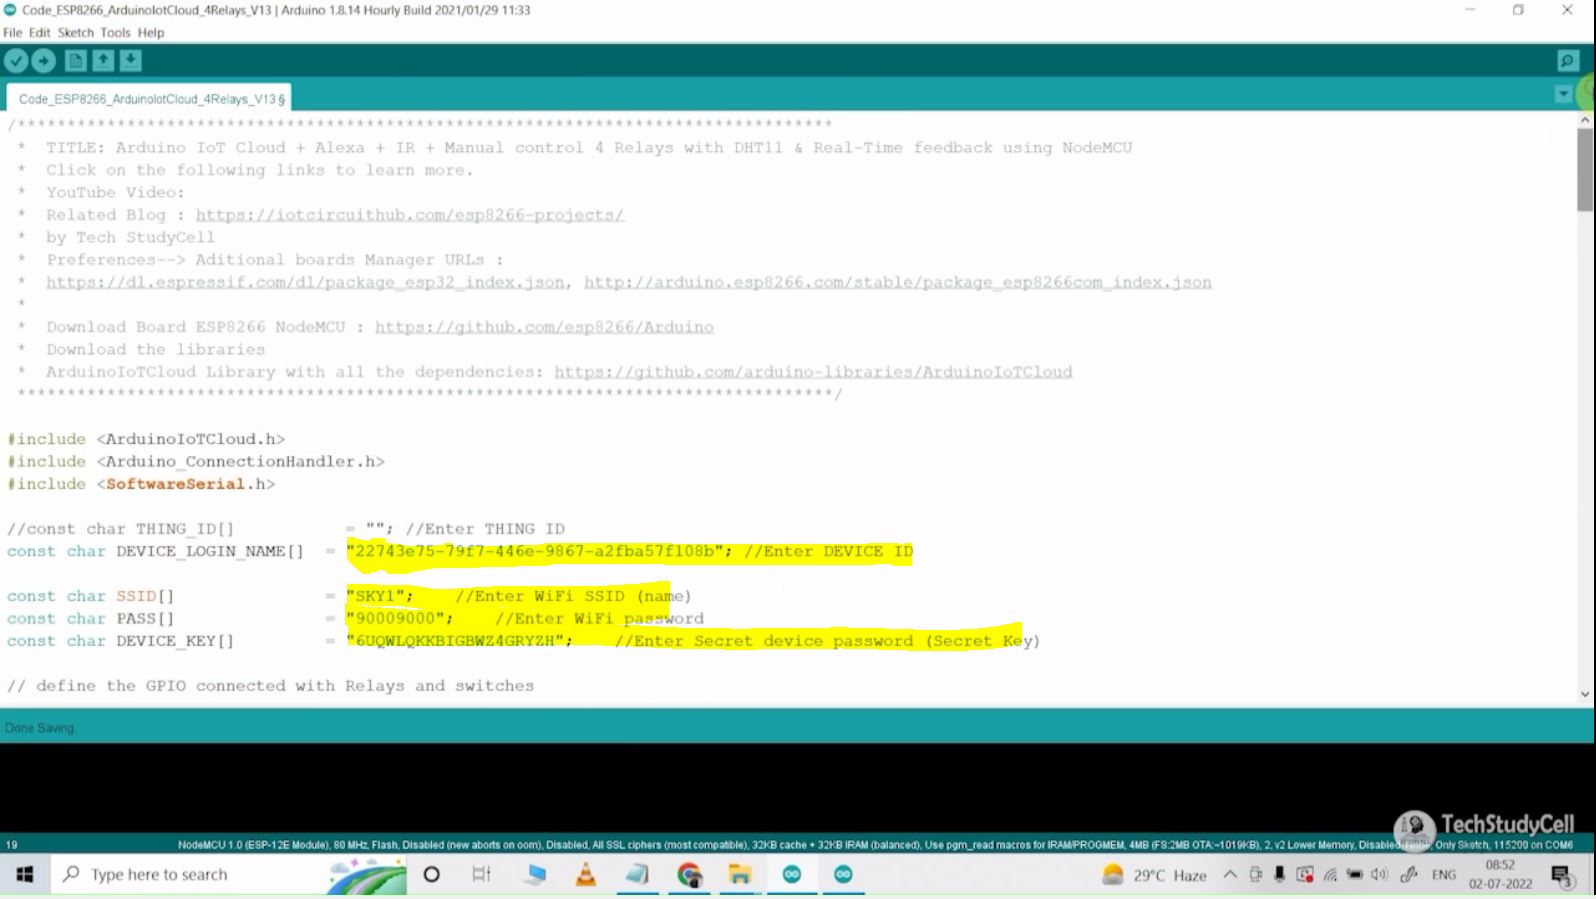 Code_ESP8266_ArduinoIotCloud_4Relays_V13 | Arduino 1.8.14 Hourly Build 2021/01/29 11:33
File Edit Sketch Tools Help
Code_ESP8266_ArduinoIotCloud_4Relays_V13 §
/**********************************************************************************
* TITLE: Arduino IoT Cloud + Alexa + IR + Manual control 4 Relays with DHT11 & Real-Time feedback using NodeMCU
* Click on the following links to learn more.
* YouTube Video:
* Related Blog : https://iotcircuithub.com/esp8266-projects/
* by Tech StudyCell
* Preferences--> Aditional boards Manager URLs :
* https://dl.espressif.com/dl/package_esp32_index.json, http://arduino.esp8266.com/stable/package_esp8266com_index.json
*
* Download Board ESP8266 NodeMCU : https://github.com/esp8266/Arduino
* Download the libraries
* ArduinoIoTCloud Library with all the dependencies: https://github.com/arduino-libraries/ArduinoIoTCloud
**********************************************************************************/
#include <ArduinoIoTCloud.h>
#include <Arduino_ConnectionHandler.h>
#include <SoftwareSerial.h>
//const char THING_ID[] = ""; //Enter THING ID
const char DEVICE_LOGIN_NAME[] = "22743e75-79f7-446e-9867-a2fba57f108b"; //Enter DEVICE ID
const char SSID[] = "SKY1"; //Enter WiFi SSID (name)
const char PASS[] = "90009000"; //Enter WiFi password
const char DEVICE_KEY[] = "6UQWLQKKBIGBWZ4GRYZH"; //Enter Secret device password (Secret Key)
// define the GPIO connected with Relays and switches
Done Saving.
TechStudyCell
19 NodeMCU 1.0 (ESP-12E Module), 80 MHz, Flash, Disabled (new aborts on oom), Disabled, All SSL ciphers (most compatible), 32KB cache + 32KB IRAM (balanced), Use pgm_read macros for IRAM/PROGMEM, 4MB (FS:2MB OTA:~1019KB), 2, v2 Lower Memory, Disabled, None, Only Sketch, 115200 on COM6
Type here to search
29°C Haze
ENG
08:52
02-07-2022
3